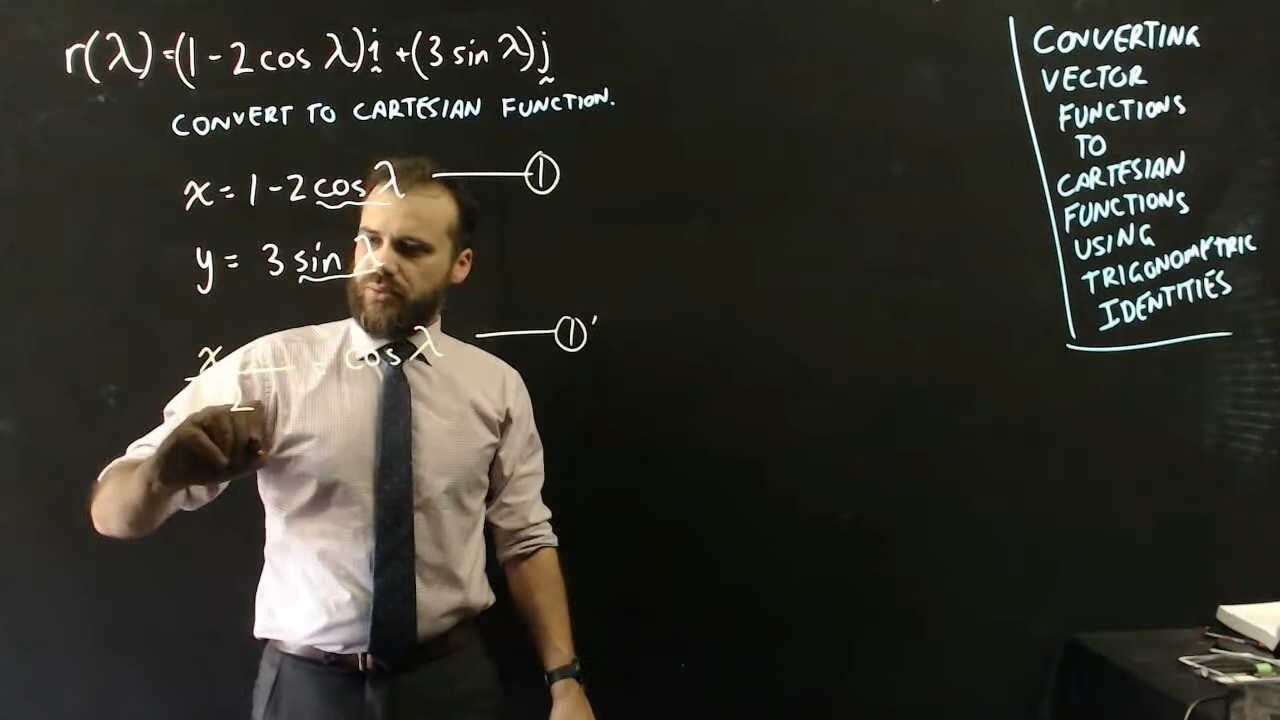 r(λ)=(1-2cos λ)i +(3 sin λ)j
CONVERT TO CARTESIAN FUNCTION.
x = 1-2 cos λ ①
y = 3 sin λ
x = cos λ ①'
2
CONVERTING
VECTOR
FUNCTIONS
TO
CARTESIAN
FUNCTIONS
USING
TRIGONOMETRIC
IDENTITIES